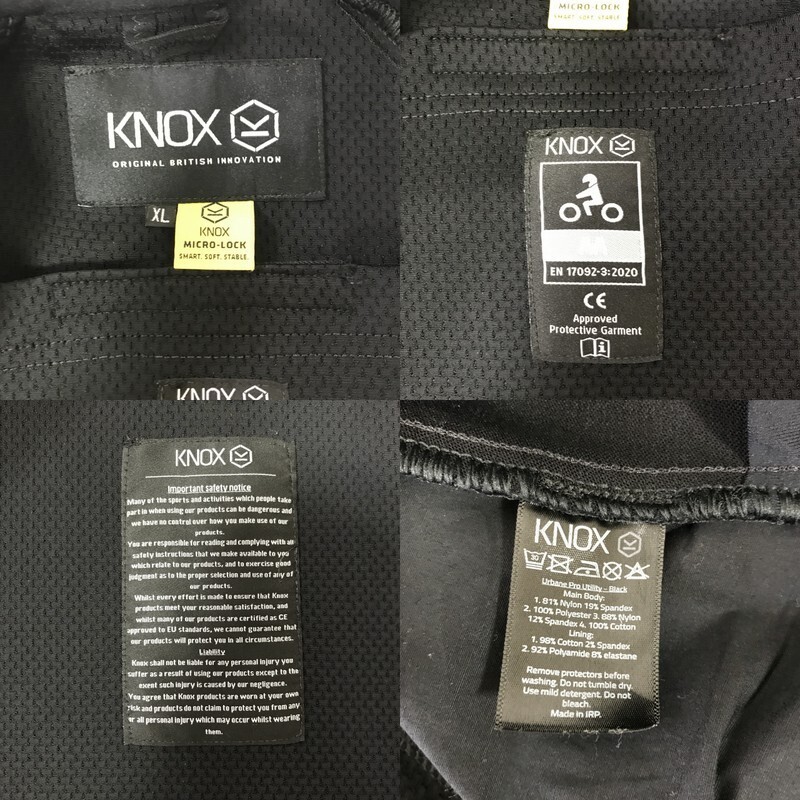 KNOX
ORIGINAL BRITISH INNOVATION
XL
KNOX
MICRO-LOCK
SMART. SOFT. STABLE.
KNOX
MICRO-LOCK
SMART. SOFT. STABLE.
KNOX
AA
EN 17092-3:2020
CE
Approved
Protective Garment
i
KNOX
Important safety notice
Many of the sports and activities which people take
part in when using our products can be dangerous and
we have no control over how you make use of our
products.
You are responsible for reading and complying with all
safety instructions that we make available to you
which relate to our products, and to exercise good
judgment as to the proper selection and use of any of
our products.
Whilst every effort is made to ensure that Knox
products meet your reasonable satisfaction, and
whilst many of our products are certified as CE
approved to EU standards, we cannot guarantee that
our products will protect you in all circumstances.
Liability
Knox shall not be liable for any personal injury you
suffer as a result of using our products except to the
extent such injury is caused by our negligence.
You agree that Knox products are worn at your own
risk and products do not claim to protect you from any
or all personal injury which may occur whilst wearing
them.
KNOX
30
Urbane Pro Utility - Black
Main Body:
1. 81% Nylon 19% Spandex
2. 100% Polyester 3. 88% Nylon
12% Spandex 4. 100% Cotton
Lining:
1. 98% Cotton 2% Spandex
2. 92% Polyamide 8% elastane
Remove protectors before
washing. Do not tumble dry.
Use mild detergent. Do not
bleach.
Made in IRP.